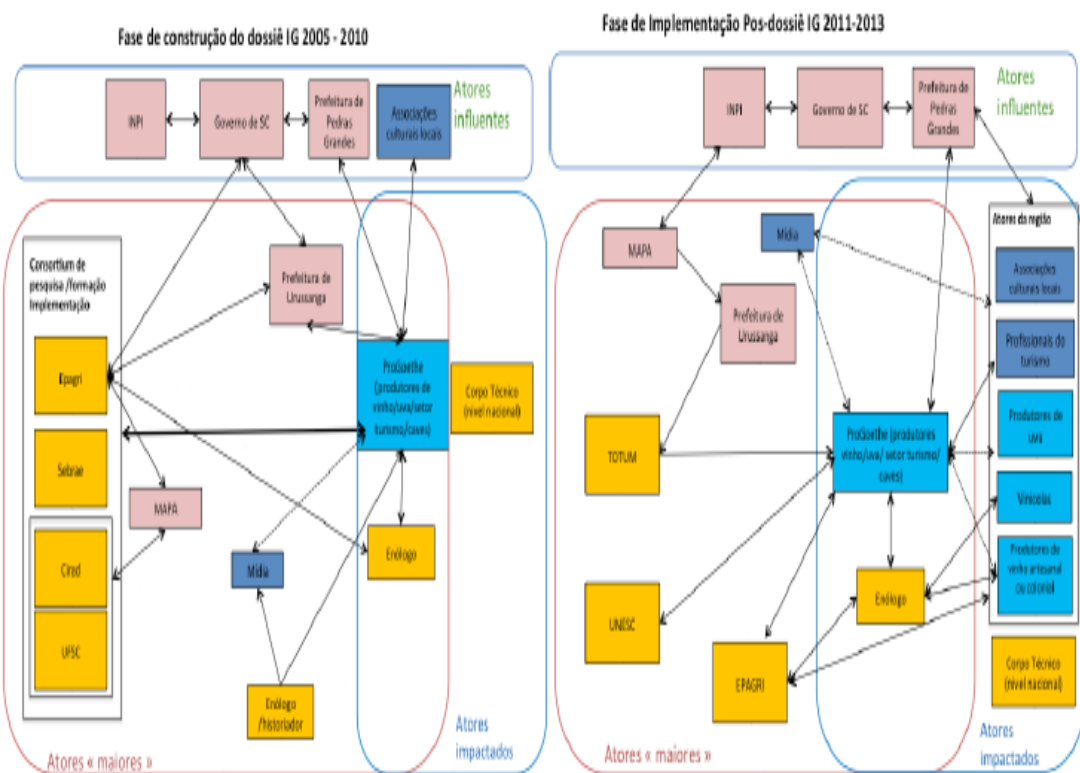 Fase de construção do dossiê IG 2005 - 2010
INPI
Governo de SC
Prefeitura de
Pedras
Grandes
Associações
culturais locais
Atores
influentes
Consortium de
pesquisa /formação
Implementação
Epagri
Sebrae
Cirad
UFSC
MAPA
Prefeitura de
Urussanga
ProGoethe
(produtores de
vinho/uva/setor
turismo/caves)
Corpo Técnico
(nivel nacional)
Mídia
Enólogo
Enólogo
/historiador
Atores « maiores »
Atores
impactados
Fase de Implementação Pos-dossiê IG 2011-2013
INPI
Governo de SC
Prefeitura de
Pedras
Grandes
Atores
influentes
MAPA
Mídia
Prefeitura de
Urussanga
TOTUM
UNESC
EPAGRI
ProGoethe (produtores
vinho/uva/ setor turismo/
caves)
Enólogo
Atores da região
Associações
culturais locais
Profissionais do
turismo
Produtores de
uva
Vinicolas
Produtores de
vinho artesanal
ou colonial
Corpo Técnico
(nivel nacional)
Atores « maiores »
Atores
impactados